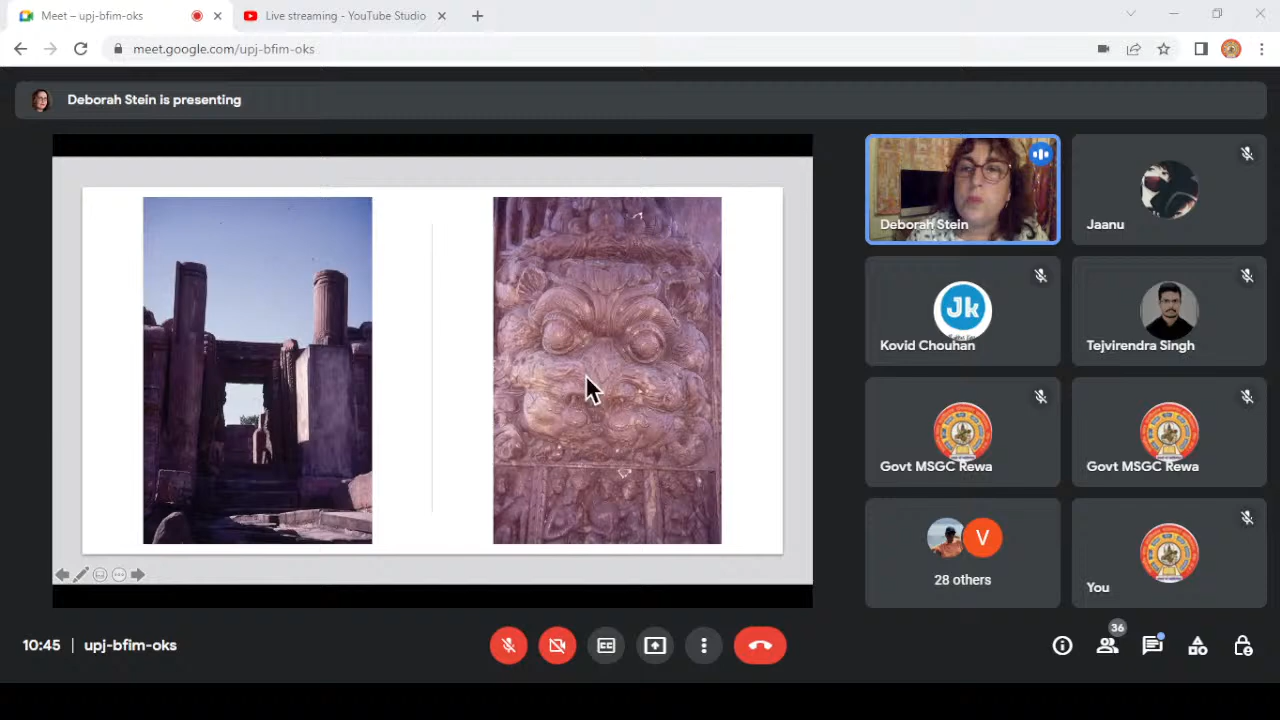 Meet – upj-bfim-oks
Live streaming - YouTube Studio
meet.google.com/upj-bfim-oks
Deborah Stein is presenting
Deborah Stein
Jaanu
Jk
Kovid Chouhan
Tejvirendra Singh
Govt MSGC Rewa
Govt MSGC Rewa
V
28 others
You
10:45 | upj-bfim-oks
CC
36